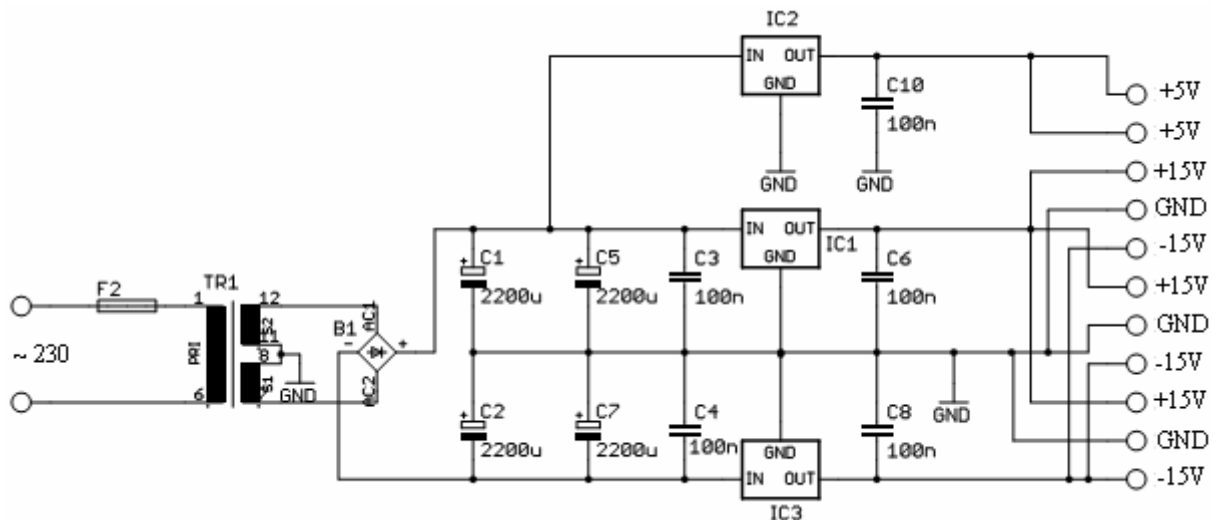 IC2
IN OUT
GND
C10
100n
GND
GND
+5V
+5V
+15V
GND
-15V
+15V
GND
-15V
+15V
GND
-15V
IN OUT
GND
IC1
C1
2200u
C5
2200u
C3
100n
C6
100n
F2
TR1
1
12
S2
11
8
S1
PRI
6
~ 230
GND
AC1
B1
- +
AC2
C2
2200u
C7
2200u
C4
100n
C8
100n
GND
GND
IN OUT
IC3